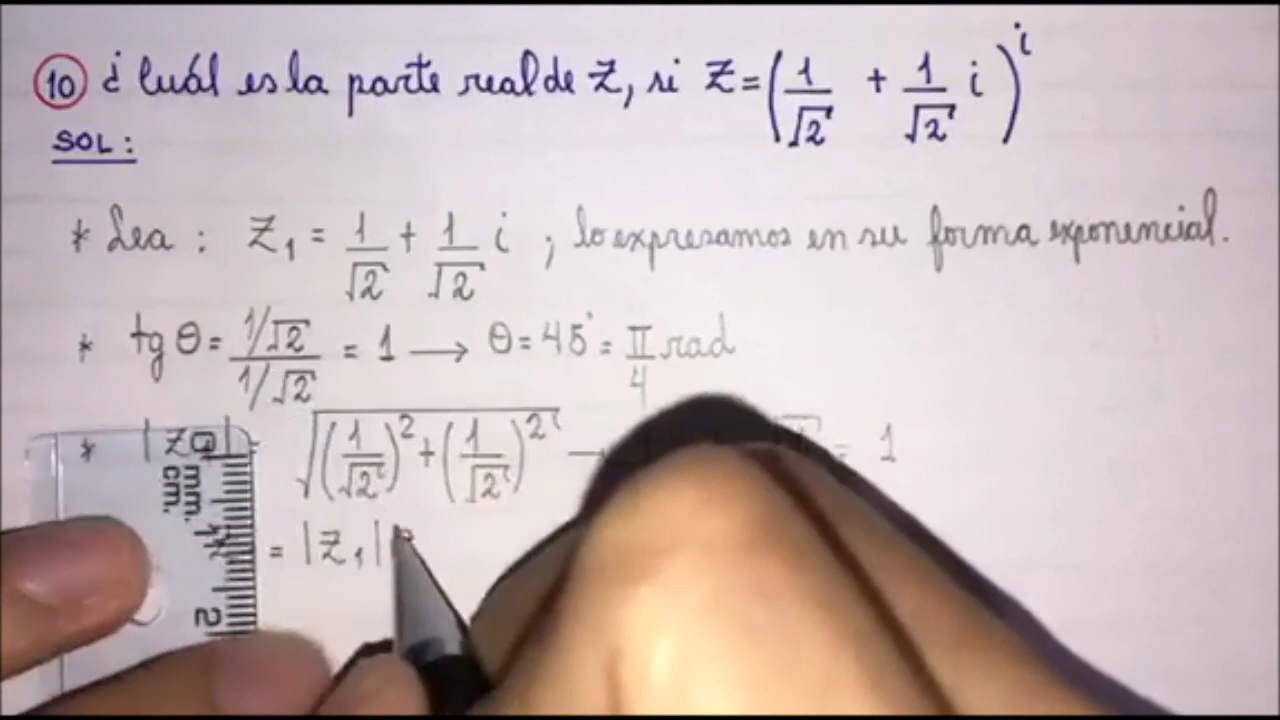 10 ¿Cuál es la parte real de Z, si Z = (1/√2 + 1/√2 i)^i
SOL:
* Sea: Z₁ = 1/√2 + 1/√2 i ; lo expresamos en su forma exponencial.
* tg θ = (1/√2)/(1/√2) = 1 → θ = 45° = π/4 rad
* |Z₁| = √((1/√2)² + (1/√2)²) → = 1
= |Z₁|
mm.
cm.
1
2